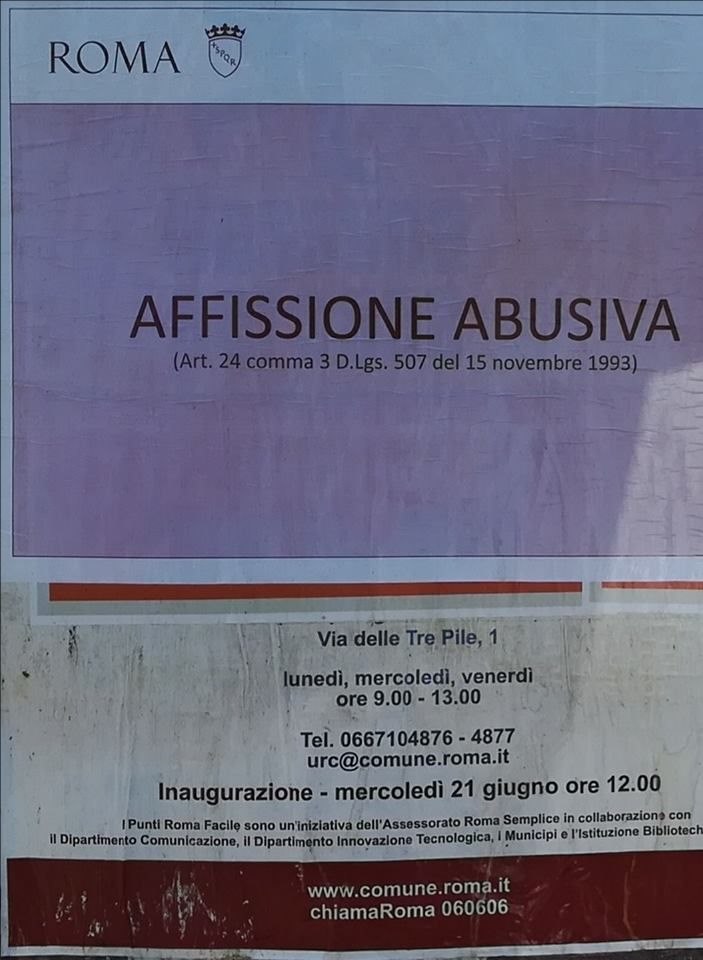 ROMA
SPQR
AFFISSIONE ABUSIVA
(Art. 24 comma 3 D.Lgs. 507 del 15 novembre 1993)
Via delle Tre Pile, 1
lunedì, mercoledì, venerdì
ore 9.00 - 13.00
Tel. 0667104876 - 4877
urc@comune.roma.it
Inaugurazione - mercoledì 21 giugno ore 12.00
I Punti Roma Facile sono un'iniziativa dell'Assessorato Roma Semplice in collaborazione con
il Dipartimento Comunicazione, il Dipartimento Innovazione Tecnologica, i Municipi e l'Istituzione Bibliotech
www.comune.roma.it
chiamaRoma 060606